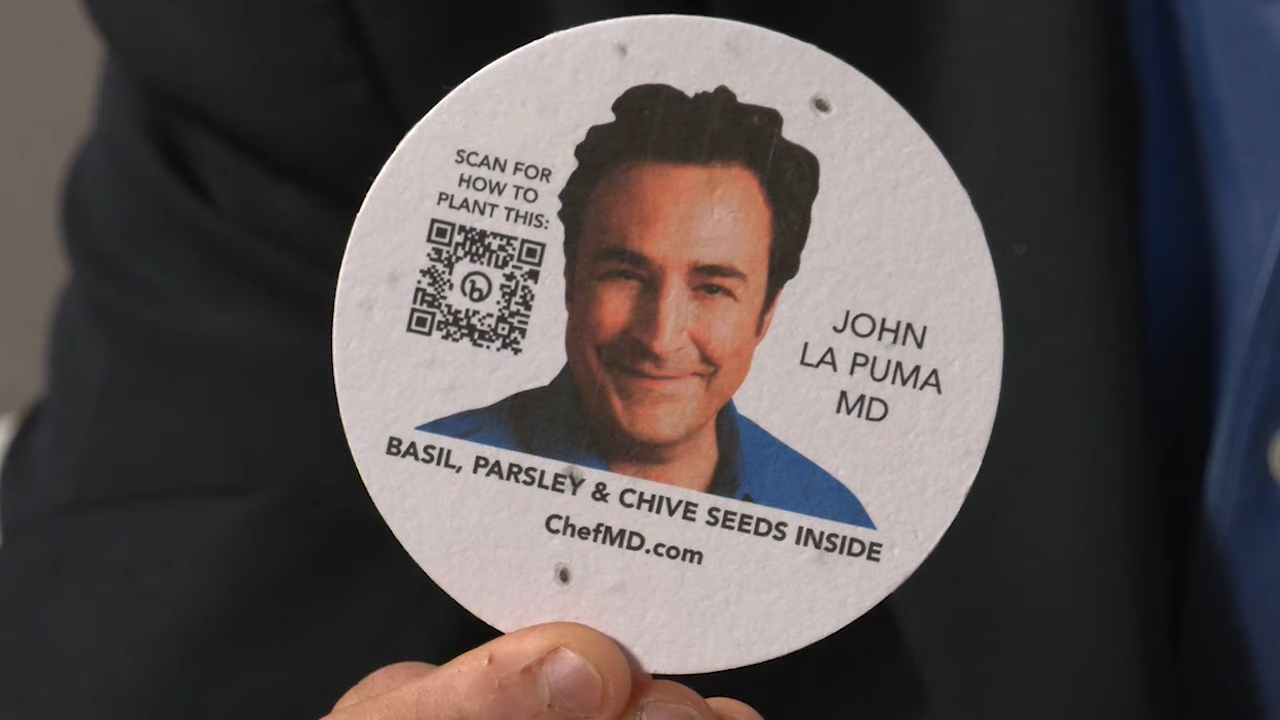 SCAN FOR
HOW TO
PLANT THIS:
b
JOHN
LA PUMA
MD
BASIL, PARSLEY & CHIVE SEEDS INSIDE
ChefMD.com